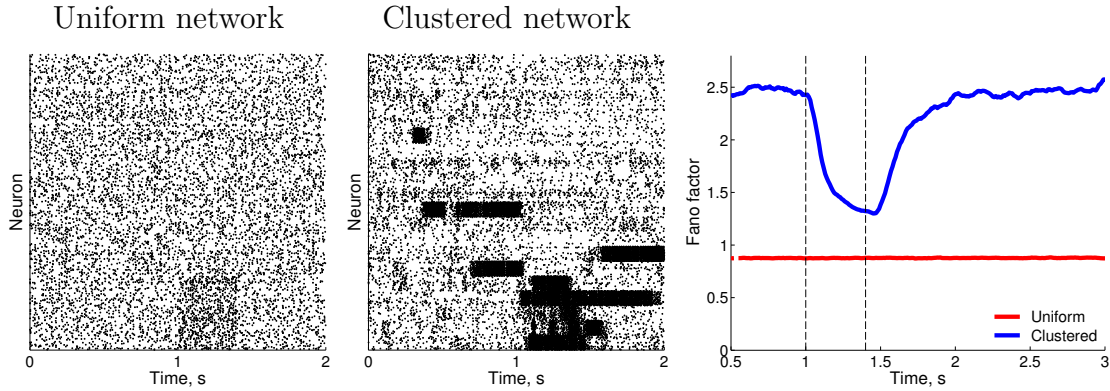 Uniform network
Clustered network
Neuron
0
1
2
Time, s
Neuron
0
1
2
Time, s
Fano factor
2.5
2
1.5
1
0.5
0
0.5
1
1.5
2
2.5
3
Time, s
Uniform
Clustered